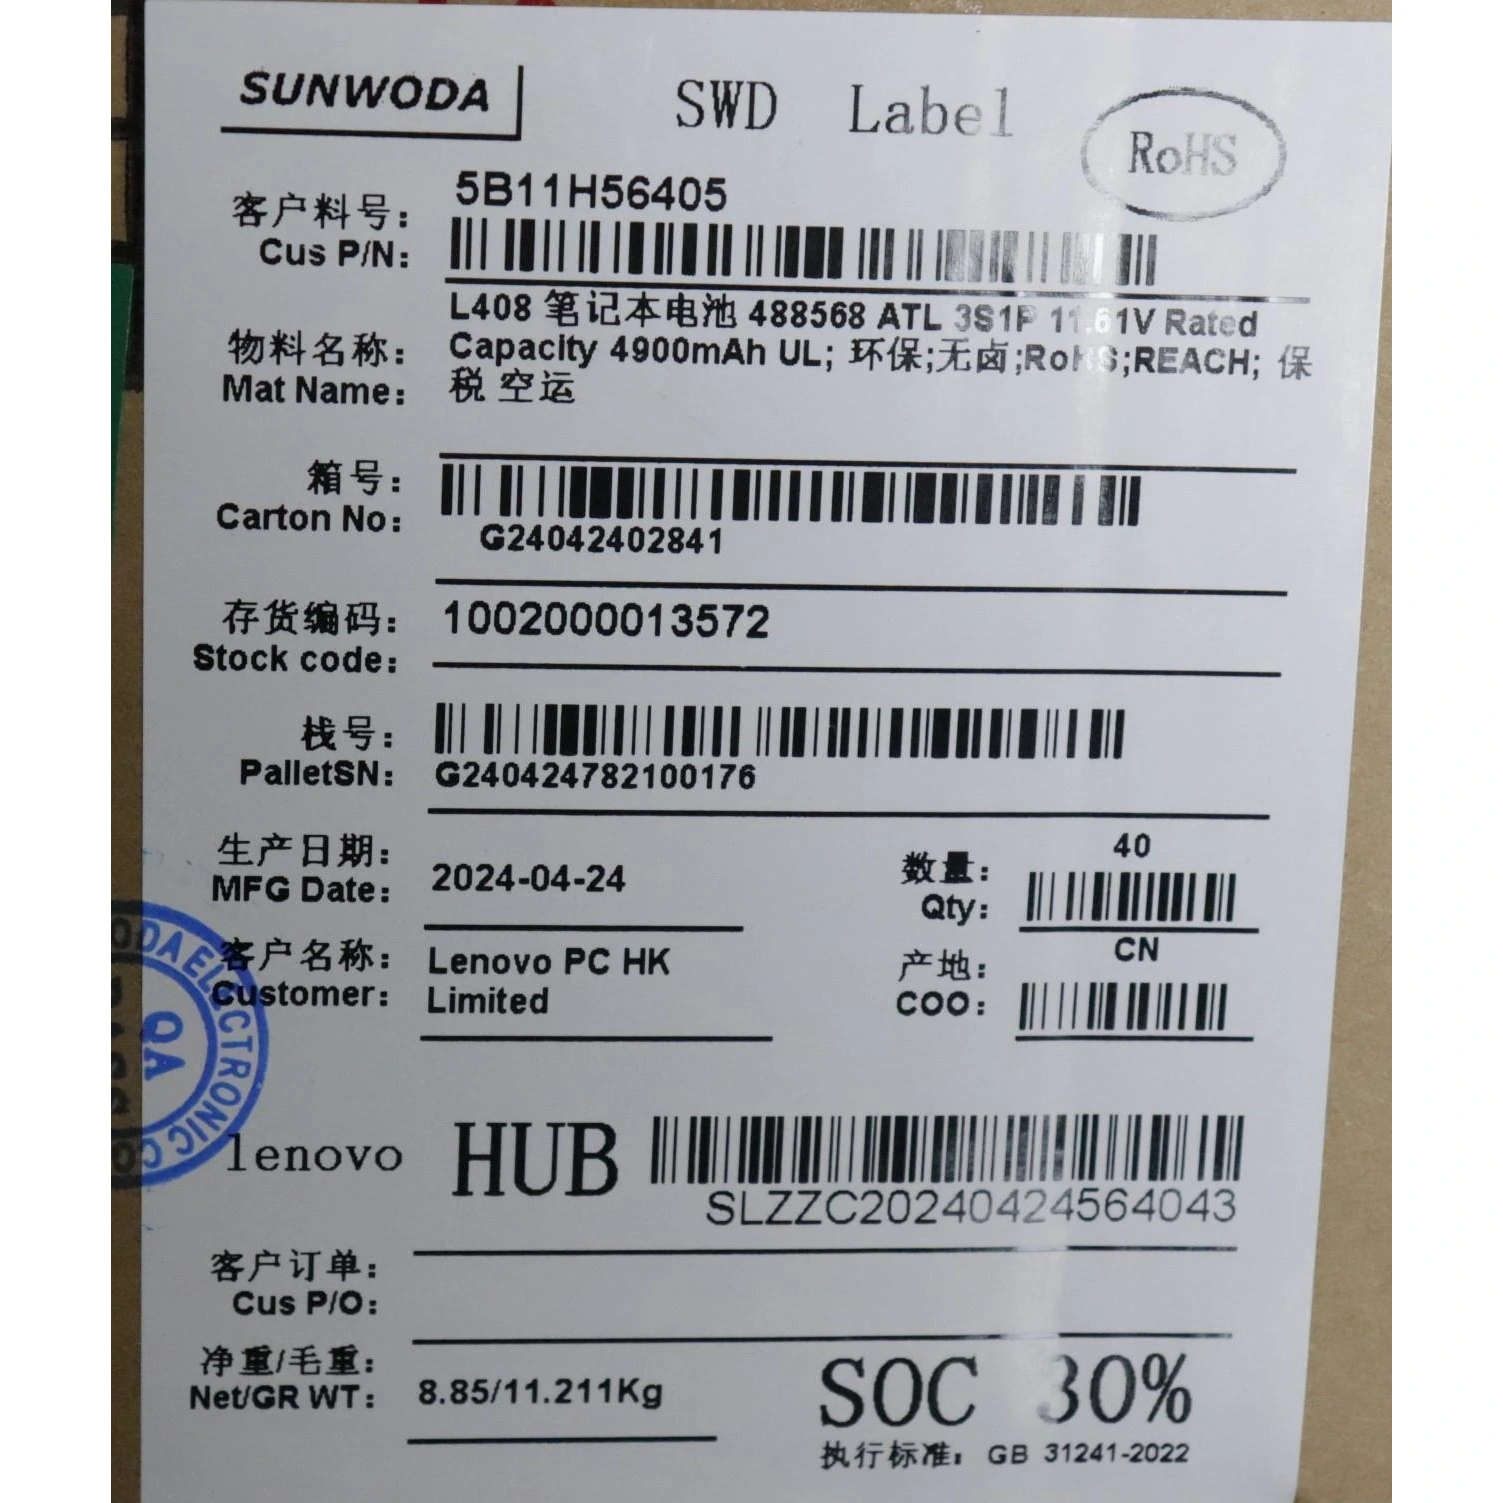 SUNWODA
SWD Label
RoHS
客户料号: 5B11H56405
Cus P/N:
L408 笔记本电池 488568 ATL 3S1P 11.61V Rated
物料名称: Capacity 4900mAh UL; 环保;无卤;RoHS;REACH; 保
Mat Name: 税 空运
箱号:
Carton No:
G24042402841
存货编码: 1002000013572
Stock code:
栈号:
PalletSN: G240424782100176
生产日期:
MFG Date: 2024-04-24
数量: 40
Qty:
客户名称: Lenovo PC HK
Customer: Limited
产地: CN
COO:
ODA ELECTRONIC CO
QA
lenovo HUB
SLZZC20240424564043
客户订单:
Cus P/O:
净重/毛重:
Net/GR WT: 8.85/11.211Kg
SOC 30%
执行标准: GB 31241-2022